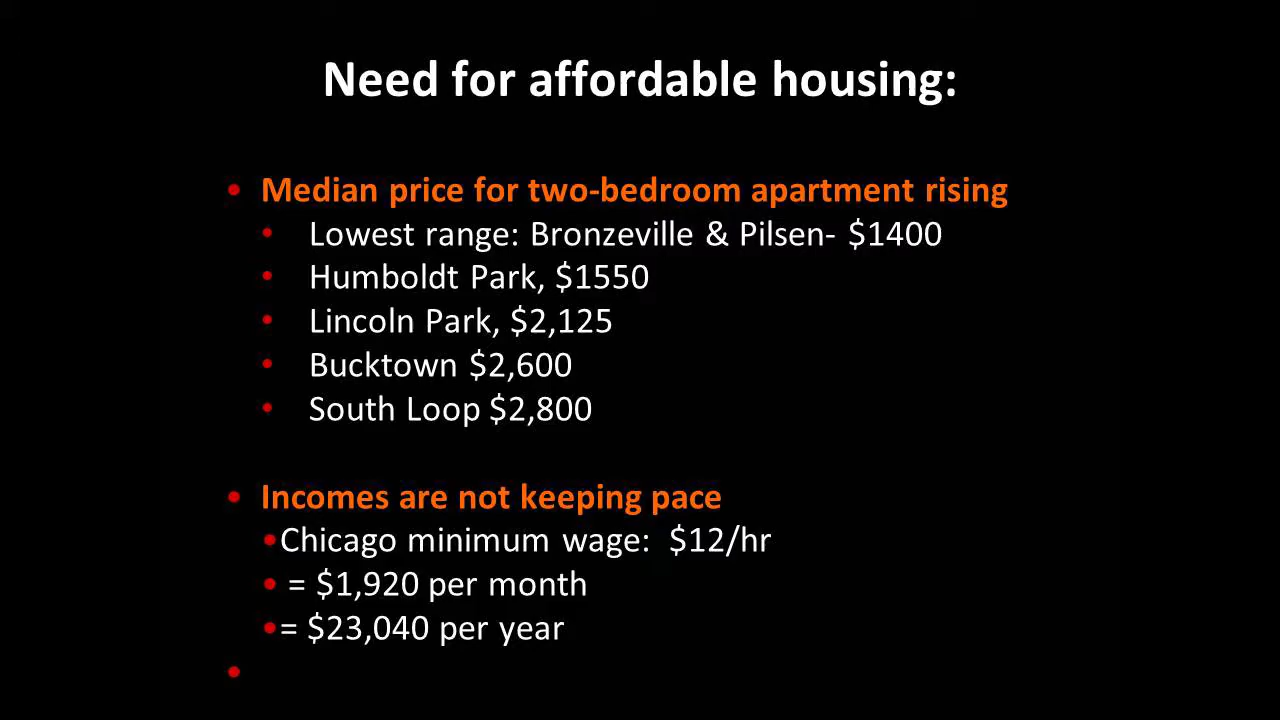 Need for affordable housing:
• Median price for two-bedroom apartment rising
• Lowest range: Bronzeville & Pilsen- $1400
• Humboldt Park, $1550
• Lincoln Park, $2,125
• Bucktown $2,600
• South Loop $2,800
• Incomes are not keeping pace
•Chicago minimum wage:  $12/hr
• = $1,920 per month
•= $23,040 per year
•